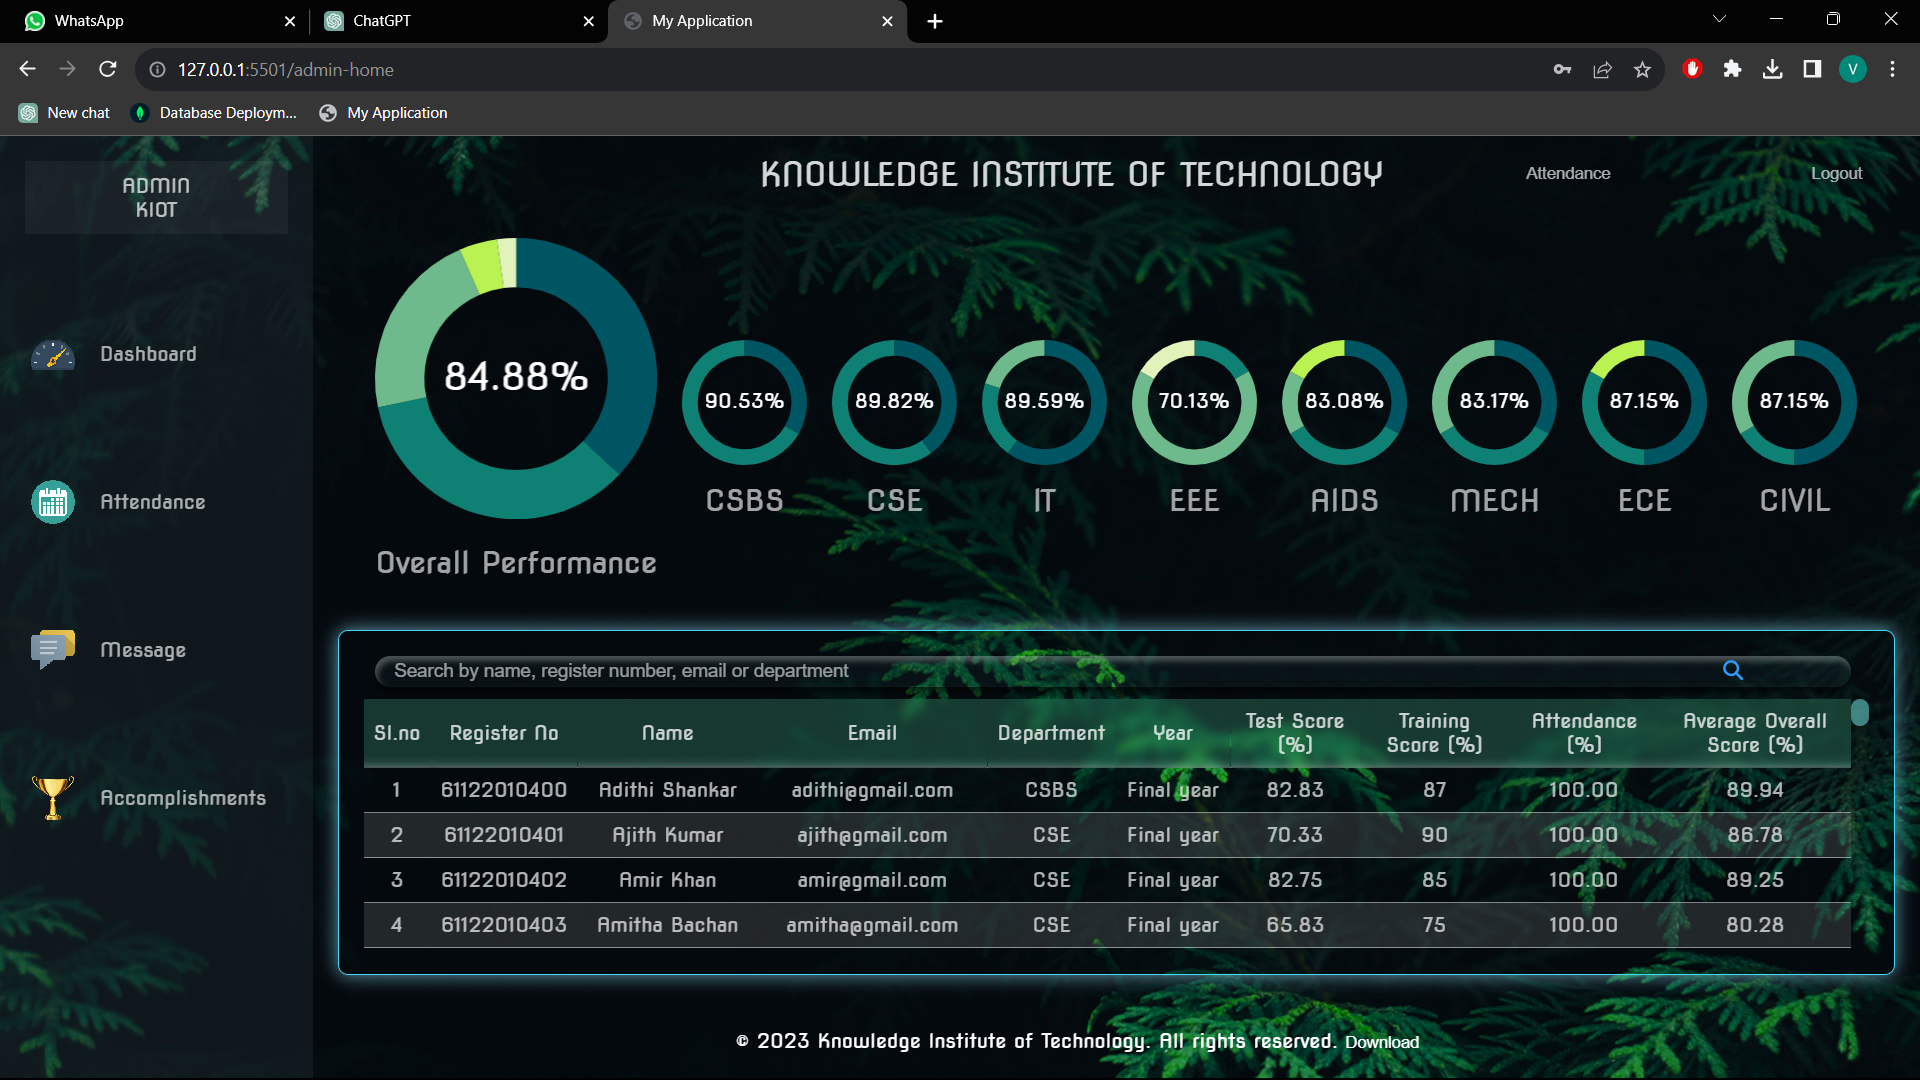 WhatsApp
ChatGPT
My Application
127.0.0.1:5501/admin-home
V
New chat
Database Deploym...
My Application
ADMIN
KIOT
KNOWLEDGE INSTITUTE OF TECHNOLOGY
Attendance
Logout
Dashboard
Attendance
Message
Accomplishments
84.88%
Overall Performance
90.53% 89.82% 89.59% 70.13% 83.08% 83.17% 87.15% 87.15%
CSBS CSE IT EEE AIDS MECH ECE CIVIL
Search by name, register number, email or department
Sl.no Register No Name Email Department Year Test Score (%) Training Score (%) Attendance (%) Average Overall Score (%)
1 61122010400 Adithi Shankar adithi@gmail.com CSBS Final year 82.83 87 100.00 89.94
2 61122010401 Ajith Kumar ajith@gmail.com CSE Final year 70.33 90 100.00 86.78
3 61122010402 Amir Khan amir@gmail.com CSE Final year 82.75 85 100.00 89.25
4 61122010403 Amitha Bachan amitha@gmail.com CSE Final year 65.83 75 100.00 80.28
© 2023 Knowledge Institute of Technology. All rights reserved. Download